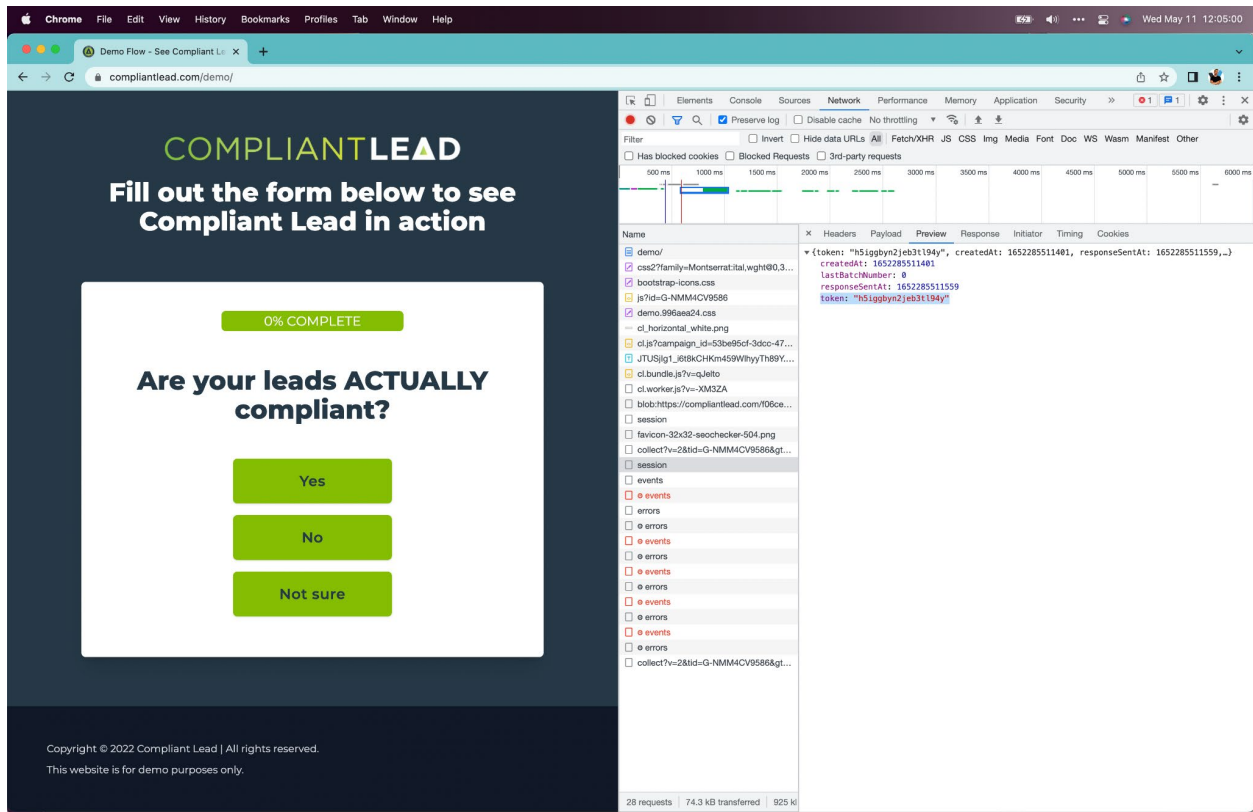 Chrome File Edit View History Bookmarks Profiles Tab Window Help
Wed May 11 12:05:00
Demo Flow - See Compliant Le
compliantlead.com/demo/
COMPLIANTLEAD
Fill out the form below to see
Compliant Lead in action
0% COMPLETE
Are your leads ACTUALLY
compliant?
Yes
No
Not sure
Copyright © 2022 Compliant Lead | All rights reserved.
This website is for demo purposes only.
Elements Console Sources Network Performance Memory Application Security » 1 1
Preserve log Disable cache No throttling
Filter Invert Hide data URLs All Fetch/XHR JS CSS Img Media Font Doc WS Wasm Manifest Other
Has blocked cookies Blocked Requests 3rd-party requests
500 ms 1000 ms 1500 ms 2000 ms 2500 ms 3000 ms 3500 ms 4000 ms 4500 ms 5000 ms 5500 ms 6000 ms
Name
demo/
css2?family=Montserrat:ital,wght@0,3...
bootstrap-icons.css
js?id=G-NMM4CV9586
demo.996aea24.css
cl_horizontal_white.png
cl.js?campaign_id=53be95cf-3dcc-47...
JTUSjIg1_i6t8kCHKm459WlhyyTh89Y....
cl.bundle.js?v=qJelto
cl.worker.js?v=-XM3ZA
blob:https://compliantlead.com/f06ce...
session
favicon-32x32-seochecker-504.png
collect?v=2&tid=G-NMM4CV9586&gt...
session
events
events
errors
errors
events
errors
events
errors
events
errors
events
errors
collect?v=2&tid=G-NMM4CV9586&gt...
28 requests 74.3 kB transferred 925 k
Headers Payload Preview Response Initiator Timing Cookies
{token: "h5iggbyn2jeb3tl94y", createdAt: 1652285511401, responseSentAt: 1652285511559,…}
createdAt: 1652285511401
lastBatchNumber: 0
responseSentAt: 1652285511559
token: "h5iggbyn2jeb3tl94y"